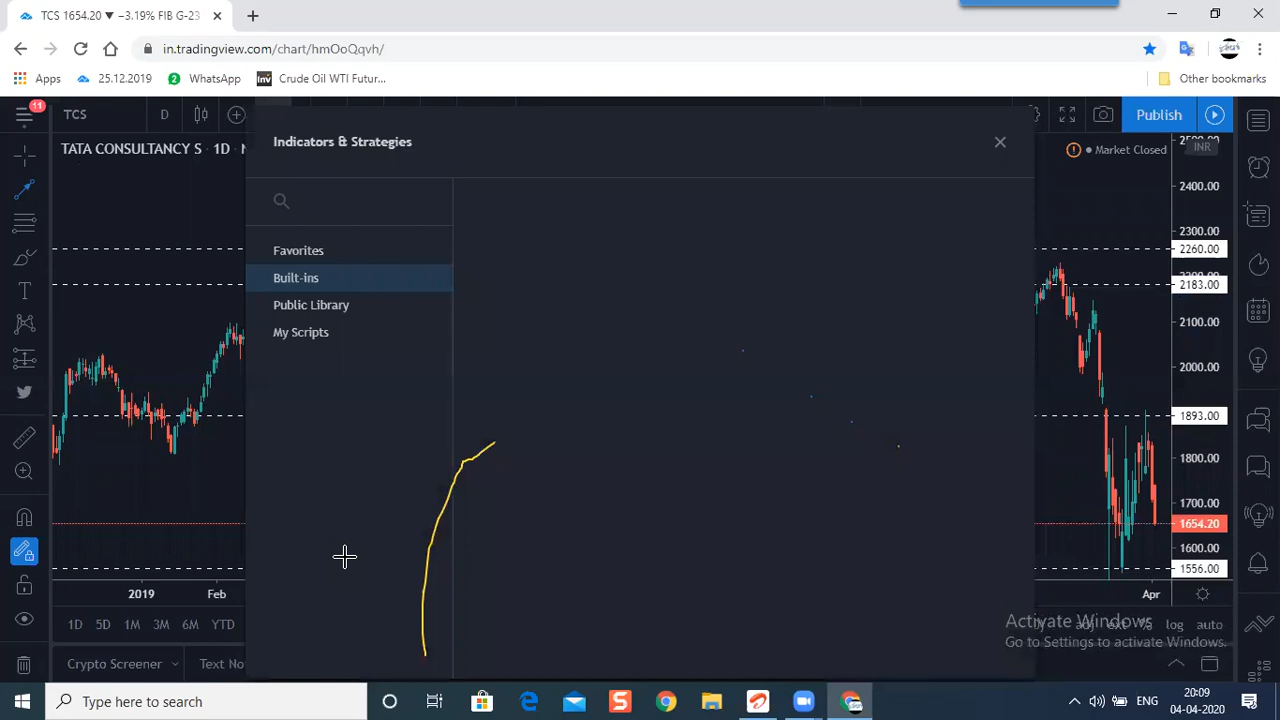 TCS 1654.20 ▼ −3.19% FIB G-23
in.tradingview.com/chart/hmOoQqvh/
Apps
25.12.2019
2
WhatsApp
Inv
Crude Oil WTI Futur...
Other bookmarks
11
TCS
D
Publish
Indicators & Strategies
TATA CONSULTANCY S · 1D ·
Market Closed
INR
2400.00
2300.00
2260.00
2183.00
2100.00
2000.00
1893.00
1800.00
1700.00
1654.20
1600.00
1556.00
Favorites
Built-ins
Public Library
My Scripts
2019
Feb
Apr
1D 5D 1M 3M 6M YTD
% log auto
Activate Windows
Go to Settings to activate Windows.
Crypto Screener
Text No
Type here to search
ENG
20:09
04-04-2020